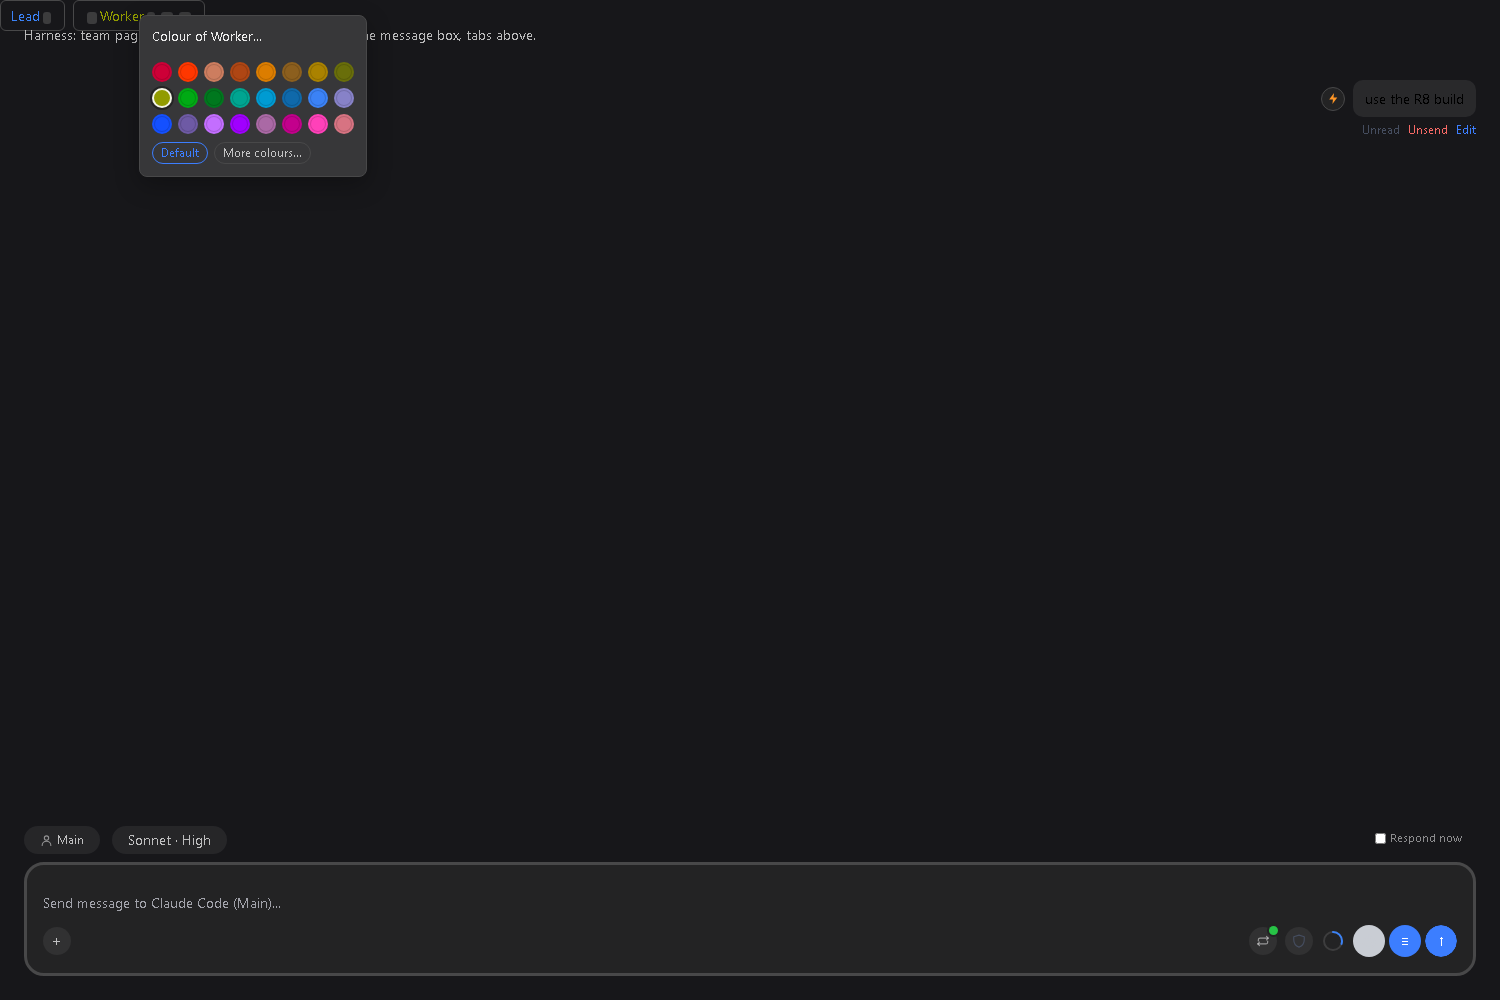 Lead
Worker
Colour of Worker...
Harness: team pag
e message box, tabs above.
use the R8 build
Unread Unsend Edit
Default More colours...
Main
Sonnet · High
Respond now
Send message to Claude Code (Main)...